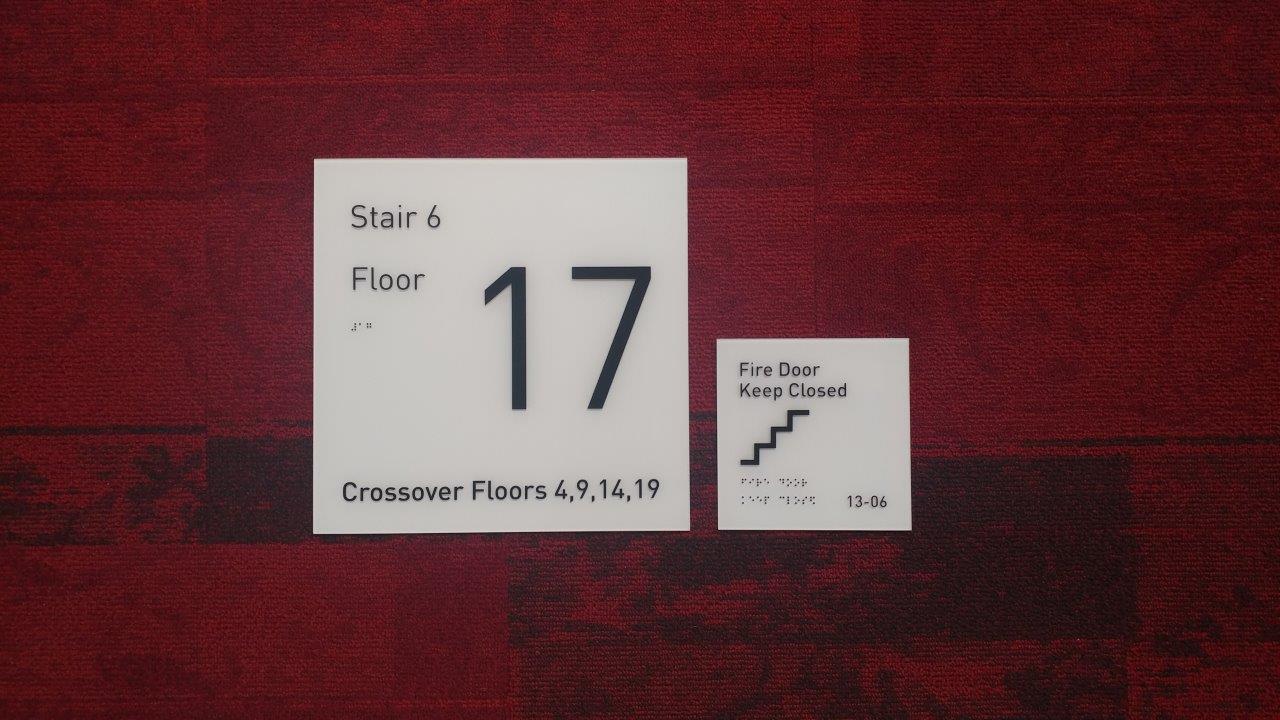 Stair 6
Floor
17
Crossover Floors 4,9,14,19
Fire Door
Keep Closed
13-06